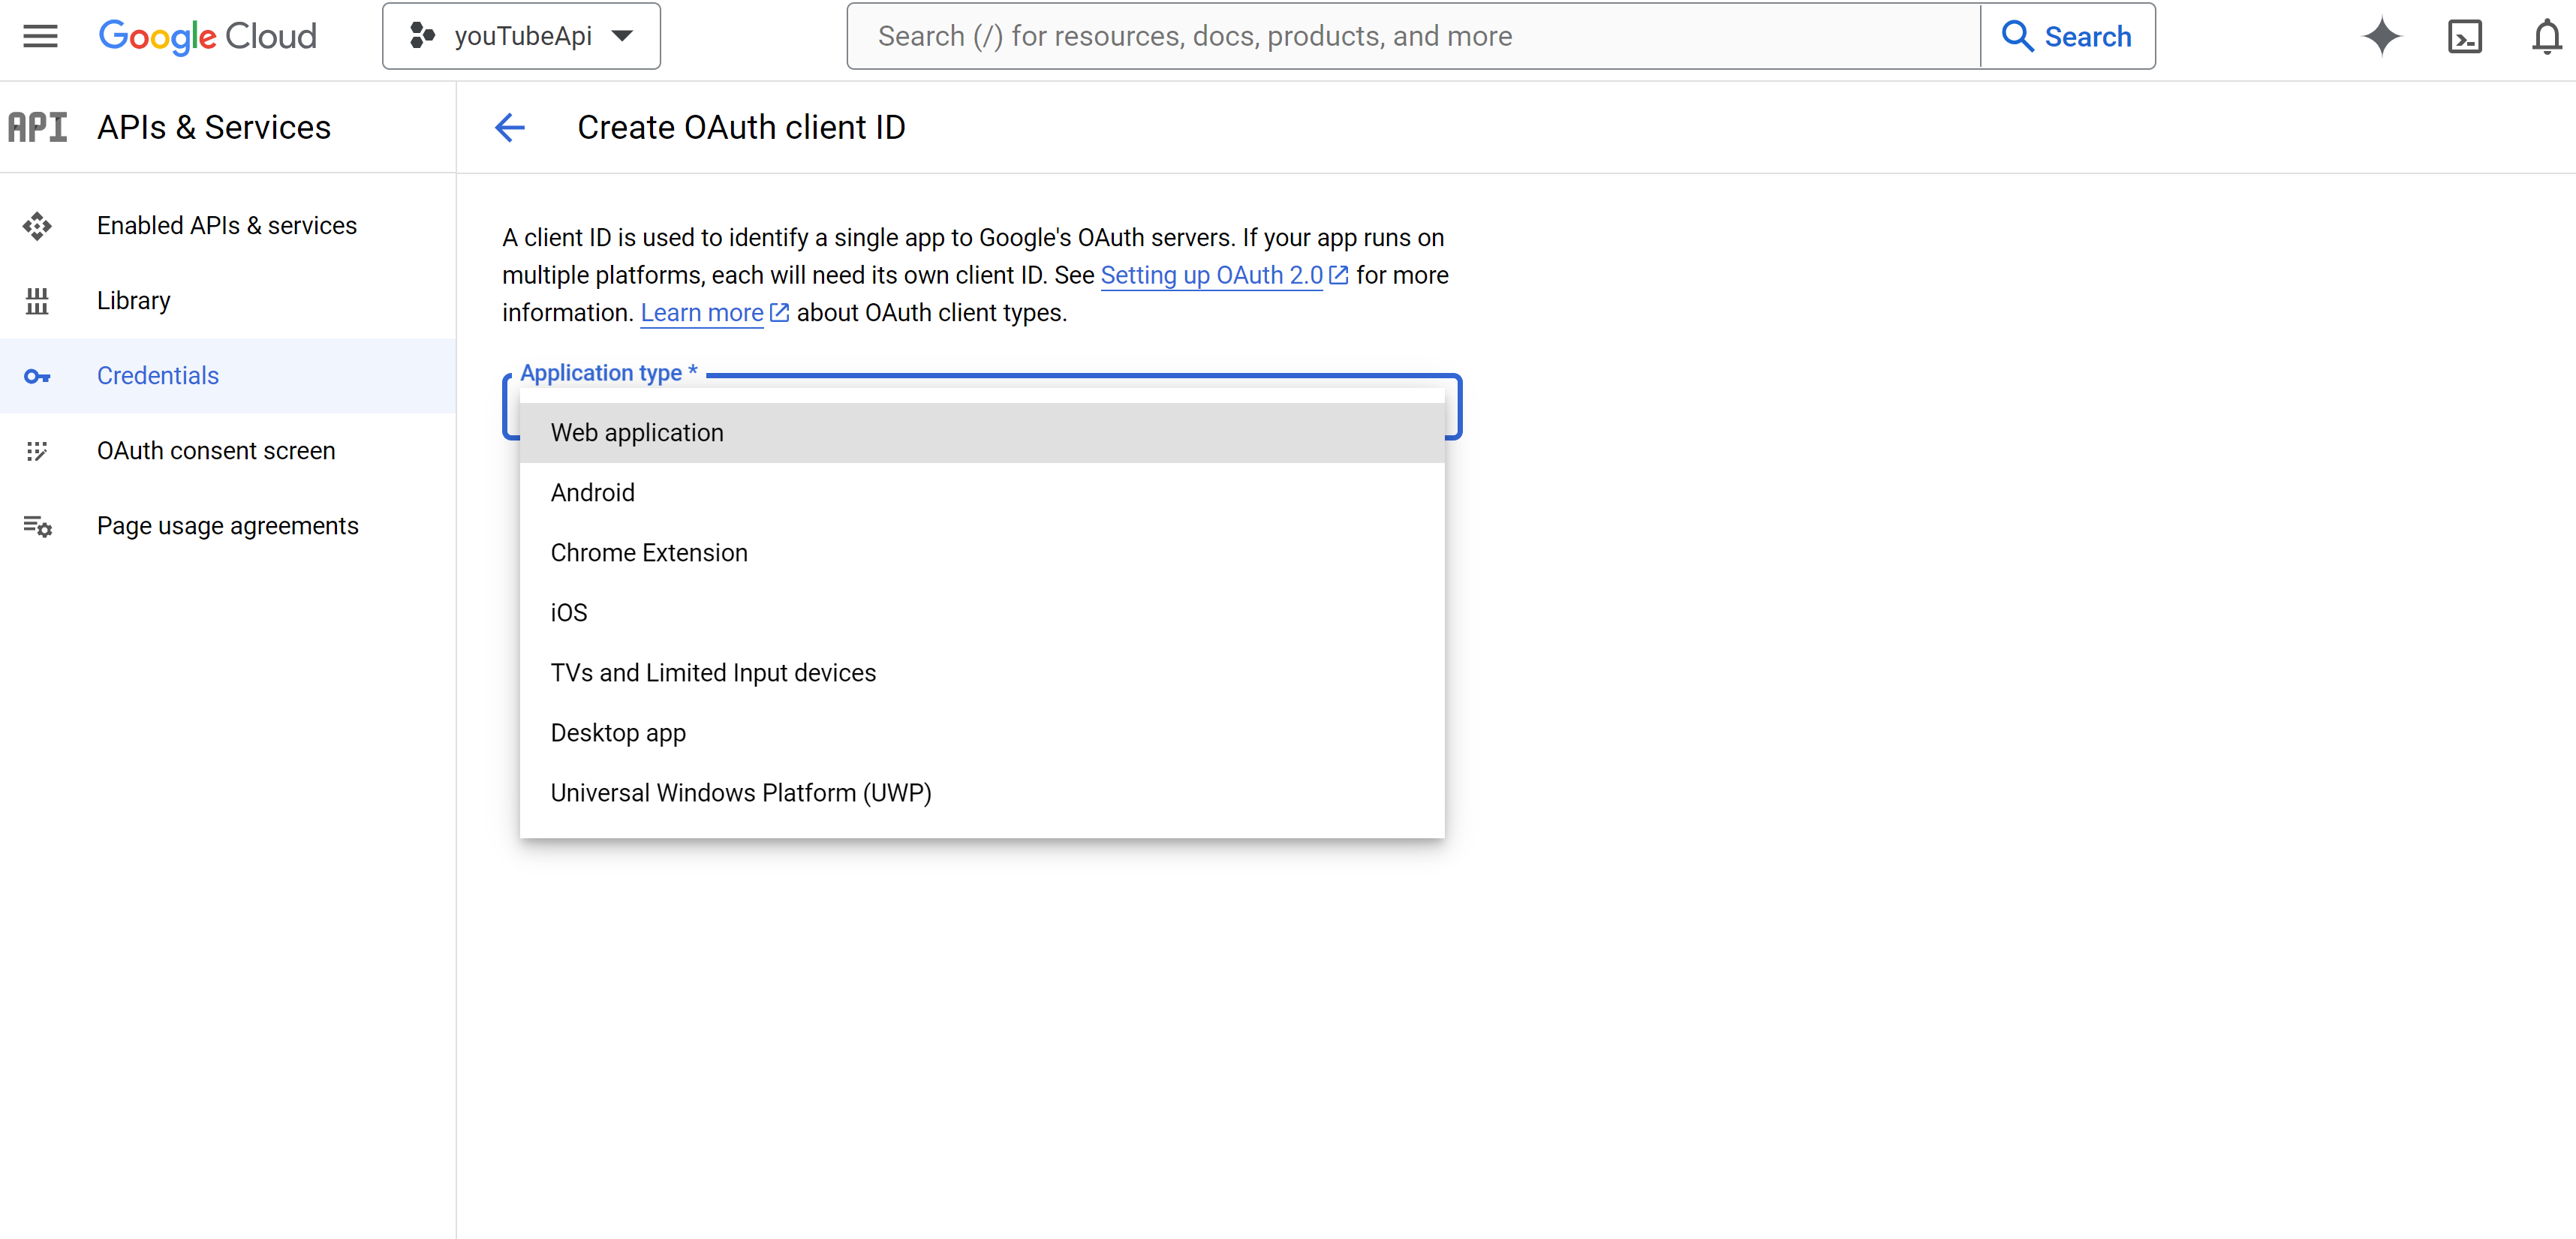 Google Cloud
youTubeApi
Search (/) for resources, docs, products, and more
Search
API
APIs & Services
Create OAuth client ID
Enabled APIs & services
Library
Credentials
OAuth consent screen
Page usage agreements
A client ID is used to identify a single app to Google's OAuth servers. If your app runs on
multiple platforms, each will need its own client ID. See Setting up OAuth 2.0 for more
information. Learn more about OAuth client types.
Application type *
Web application
Android
Chrome Extension
iOS
TVs and Limited Input devices
Desktop app
Universal Windows Platform (UWP)